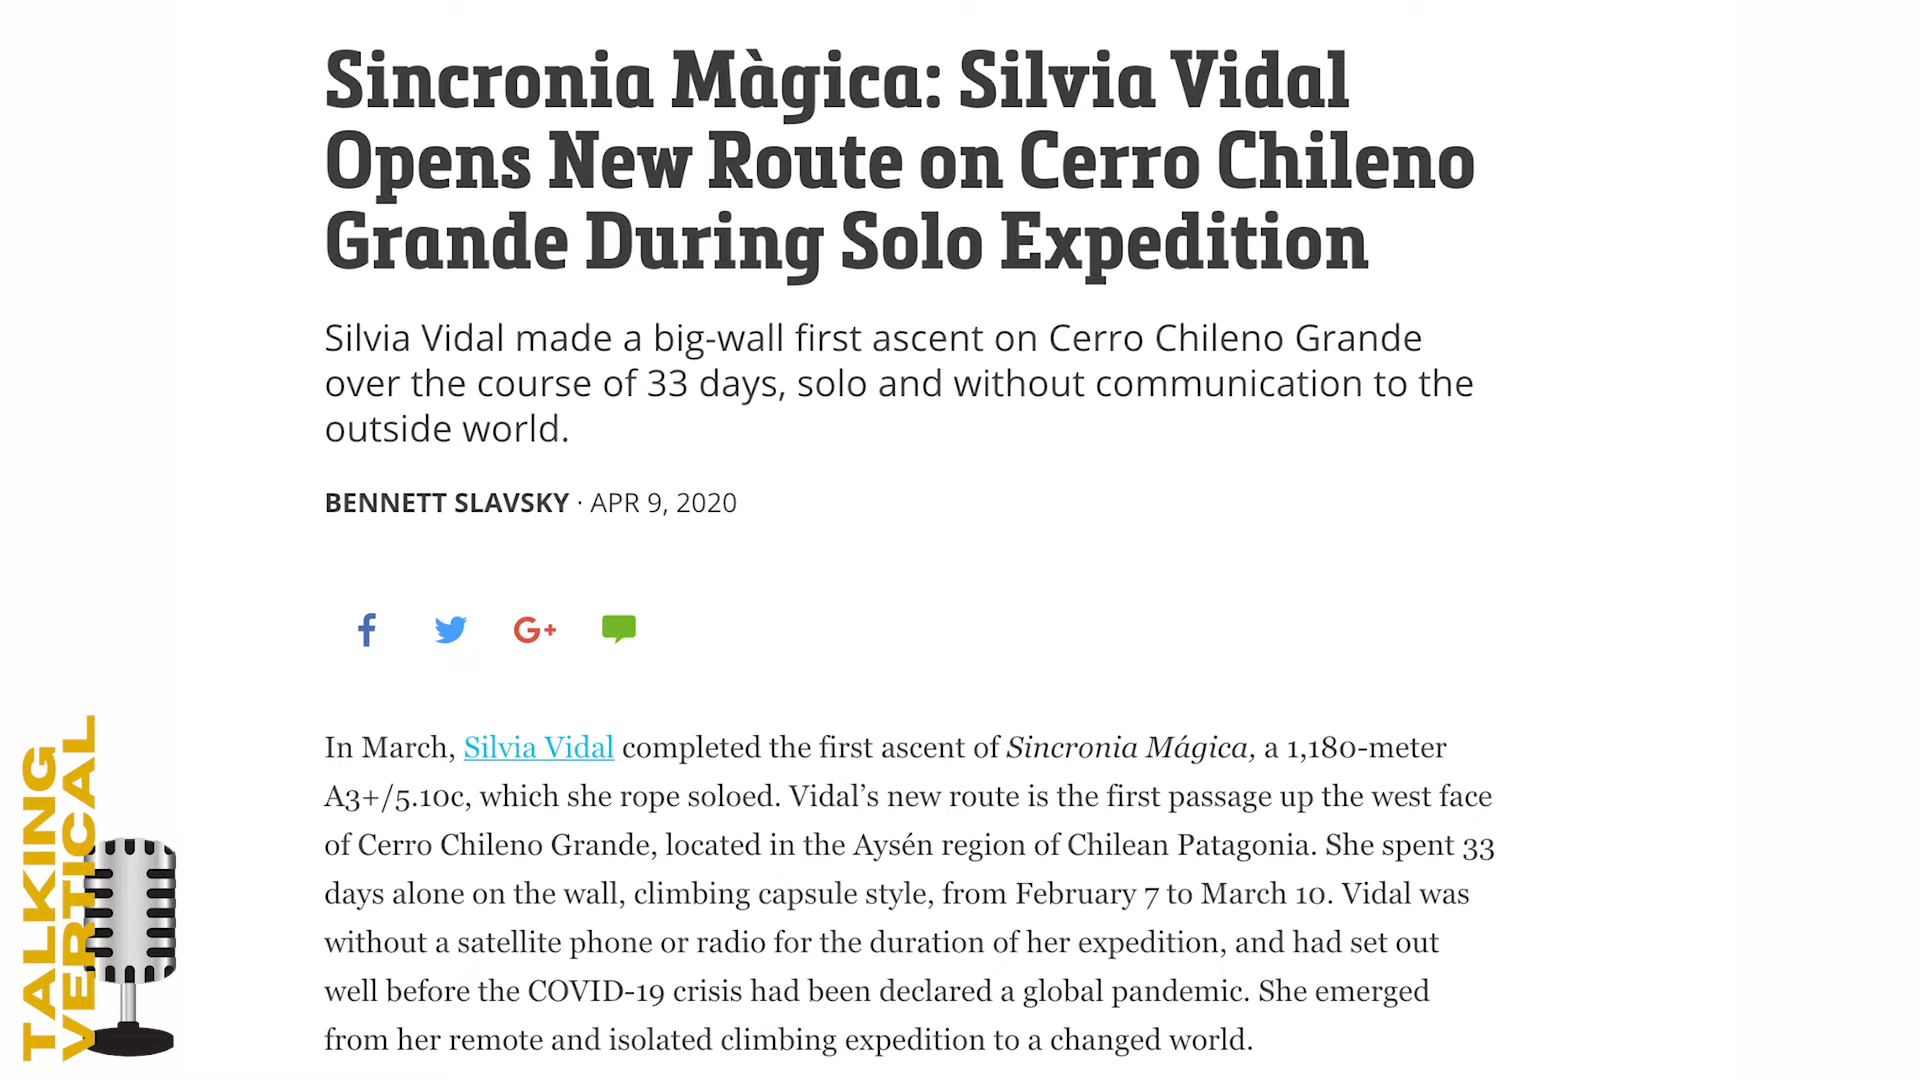 Sincronia Màgica: Silvia Vidal
Opens New Route on Cerro Chileno
Grande During Solo Expedition
Silvia Vidal made a big-wall first ascent on Cerro Chileno Grande
over the course of 33 days, solo and without communication to the
outside world.
BENNETT SLAVSKY · APR 9, 2020
G+
In March, Silvia Vidal completed the first ascent of Sincronia Mágica, a 1,180-meter
A3+/5.10c, which she rope soloed. Vidal’s new route is the first passage up the west face
of Cerro Chileno Grande, located in the Aysén region of Chilean Patagonia. She spent 33
days alone on the wall, climbing capsule style, from February 7 to March 10. Vidal was
without a satellite phone or radio for the duration of her expedition, and had set out
well before the COVID-19 crisis had been declared a global pandemic. She emerged
from her remote and isolated climbing expedition to a changed world.
TALKING
VERTICAL